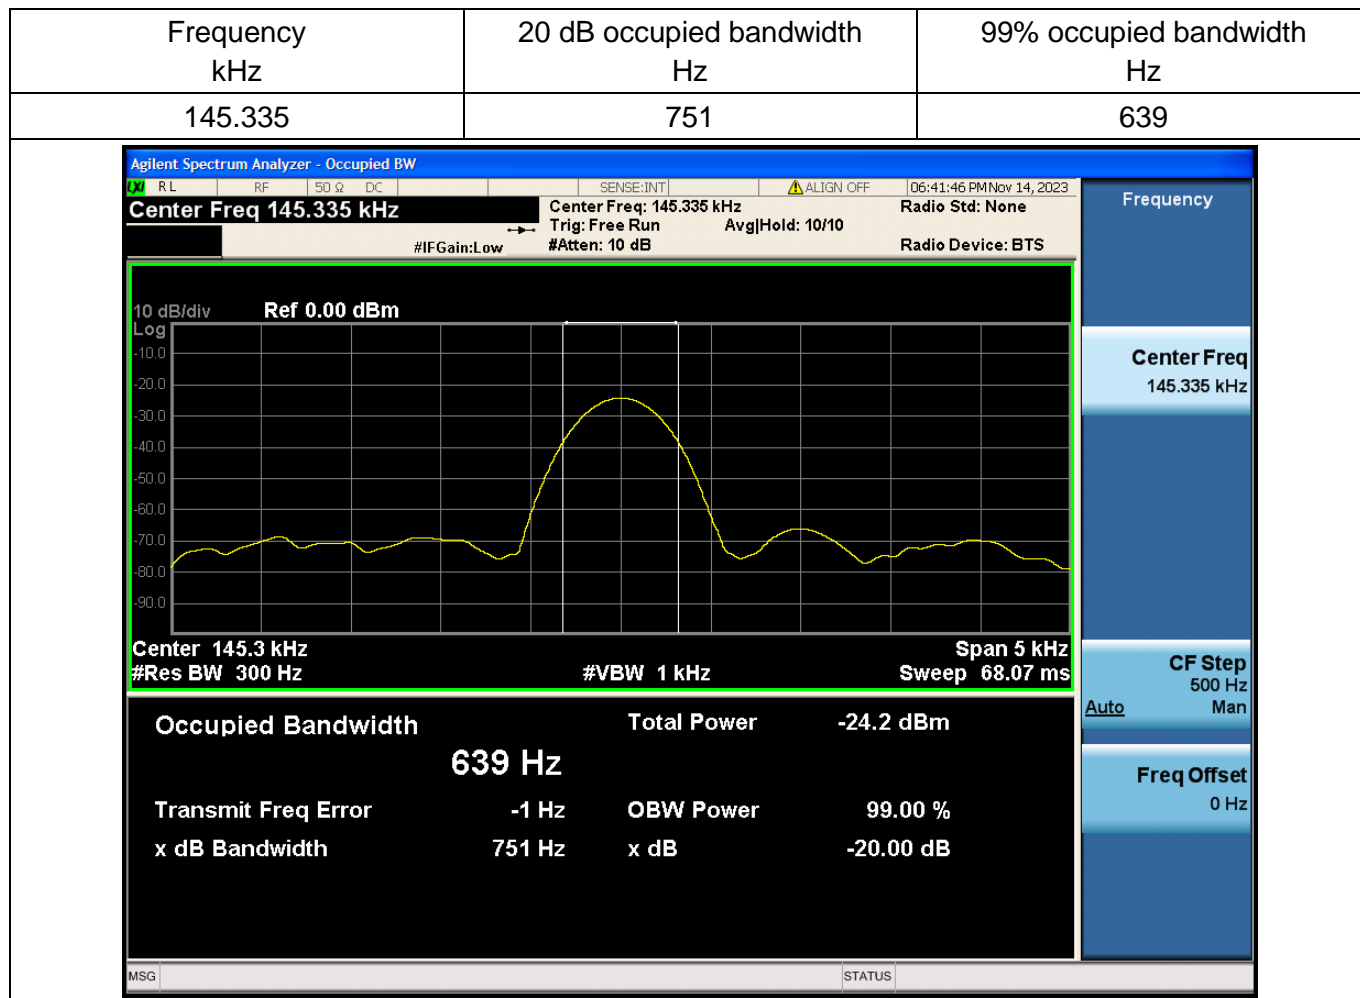 Frequency
kHz
20 dB occupied bandwidth
Hz
99% occupied bandwidth
Hz
145.335
751
639
Agilent Spectrum Analyzer - Occupied BW
LXI RL RF 50 Ω DC SENSE:INT ALIGN OFF 06:41:46 PM Nov 14, 2023
Center Freq 145.335 kHz
Center Freq: 145.335 kHz
Radio Std: None
Trig: Free Run
Avg|Hold: 10/10
#IFGain:Low
#Atten: 10 dB
Radio Device: BTS
10 dB/div
Ref 0.00 dBm
Log
-10.0
-20.0
-30.0
-40.0
-50.0
-60.0
-70.0
-80.0
-90.0
Center 145.3 kHz
Span 5 kHz
#Res BW 300 Hz
#VBW 1 kHz
Sweep 68.07 ms
Occupied Bandwidth
639 Hz
Total Power -24.2 dBm
Transmit Freq Error -1 Hz
OBW Power 99.00 %
x dB Bandwidth 751 Hz
x dB -20.00 dB
Frequency
Center Freq
145.335 kHz
CF Step
500 Hz
Auto Man
Freq Offset
0 Hz
MSG
STATUS